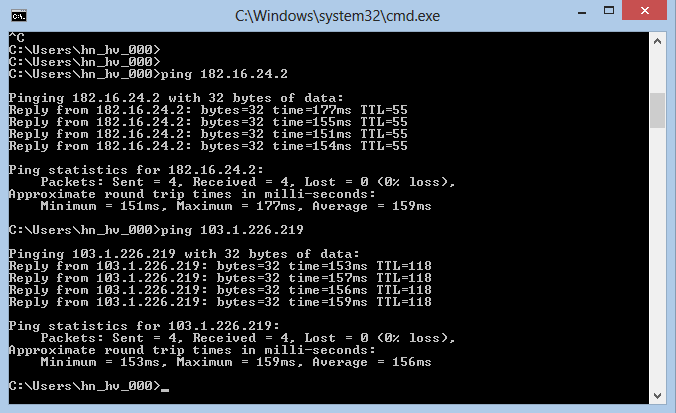 C:\Windows\system32\cmd.exe
^C
C:\Users\hn_hv_000>
C:\Users\hn_hv_000>
C:\Users\hn_hv_000>ping 182.16.24.2
Pinging 182.16.24.2 with 32 bytes of data:
Reply from 182.16.24.2: bytes=32 time=177ms TTL=55
Reply from 182.16.24.2: bytes=32 time=155ms TTL=55
Reply from 182.16.24.2: bytes=32 time=151ms TTL=55
Reply from 182.16.24.2: bytes=32 time=154ms TTL=55
Ping statistics for 182.16.24.2:
    Packets: Sent = 4, Received = 4, Lost = 0 (0% loss),
Approximate round trip times in milli-seconds:
    Minimum = 151ms, Maximum = 177ms, Average = 159ms
C:\Users\hn_hv_000>ping 103.1.226.219
Pinging 103.1.226.219 with 32 bytes of data:
Reply from 103.1.226.219: bytes=32 time=153ms TTL=118
Reply from 103.1.226.219: bytes=32 time=157ms TTL=118
Reply from 103.1.226.219: bytes=32 time=156ms TTL=118
Reply from 103.1.226.219: bytes=32 time=159ms TTL=118
Ping statistics for 103.1.226.219:
    Packets: Sent = 4, Received = 4, Lost = 0 (0% loss),
Approximate round trip times in milli-seconds:
    Minimum = 153ms, Maximum = 159ms, Average = 156ms
C:\Users\hn_hv_000>_